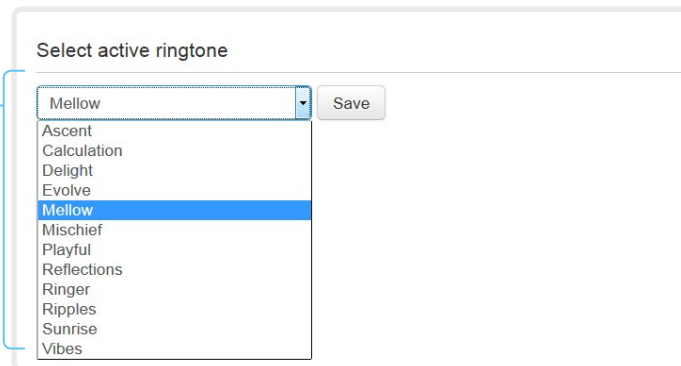 Select active ringtone
Mellow Save
Ascent
Calculation
Delight
Evolve
Mellow
Mischief
Playful
Reflections
Ringer
Ripples
Sunrise
Vibes